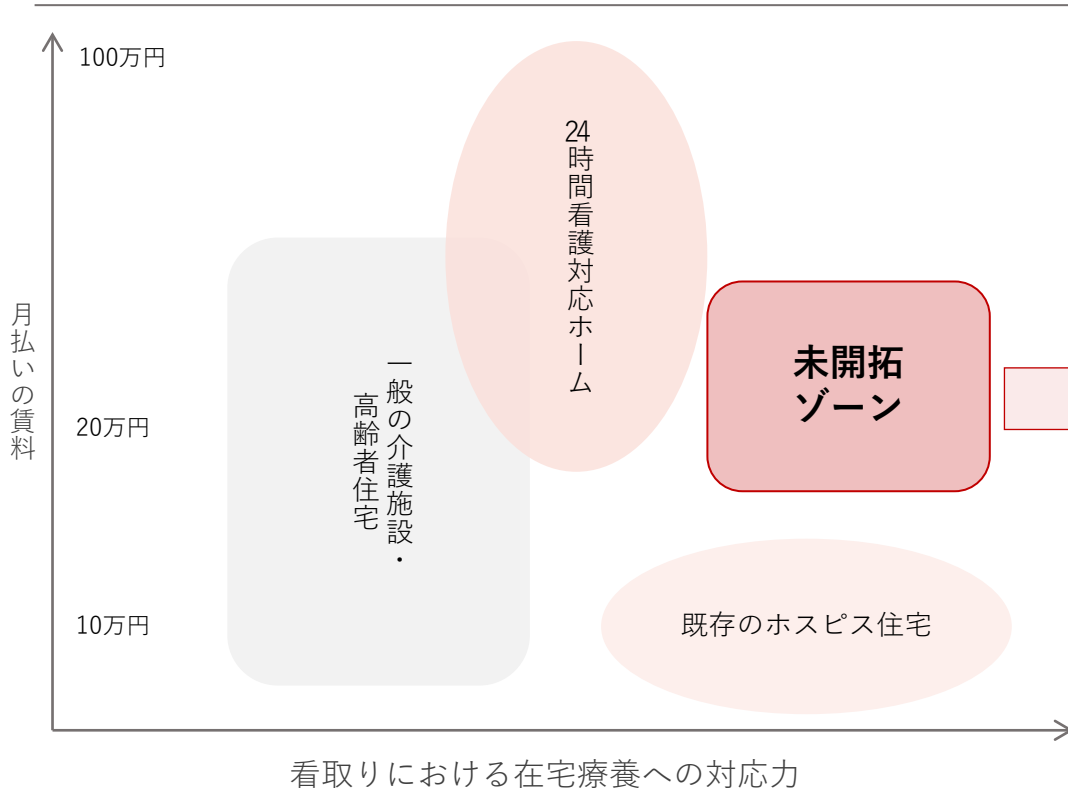 100万円
24時間看護対応ホーム
月払いの賃料
一般の介護施設・
高齢者住宅
未開拓
ゾーン
20万円
10万円
既存のホスピス住宅
看取りにおける在宅療養への対応力